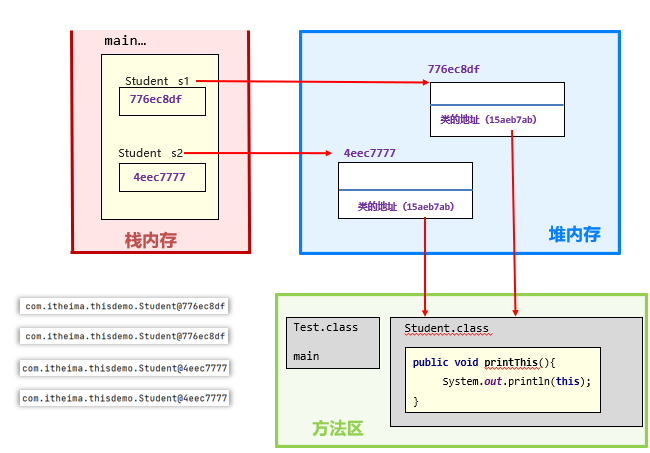 main…
Student s1
776ec8df
Student s2
4eec7777
栈内存
776ec8df
类的地址（15aeb7ab）
4eec7777
类的地址（15aeb7ab）
堆内存
com.itheima.thisdemo.Student@776ec8df
com.itheima.thisdemo.Student@776ec8df
com.itheima.thisdemo.Student@4eec7777
com.itheima.thisdemo.Student@4eec7777
Test.class
main
Student.class
public void printThis(){
System.out.println(this);
}
方法区